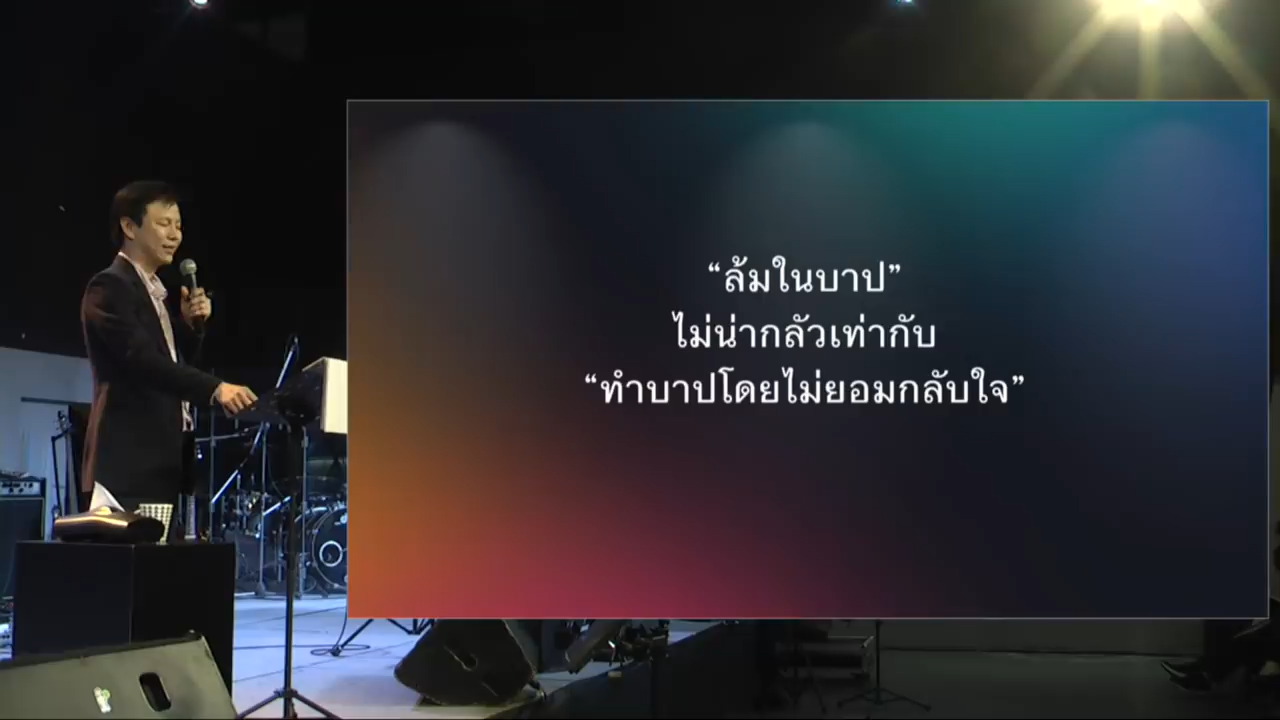 “ล้มในบาป”
ไม่น่ากลัวเท่ากับ
“ทำบาปโดยไม่ยอมกลับใจ”